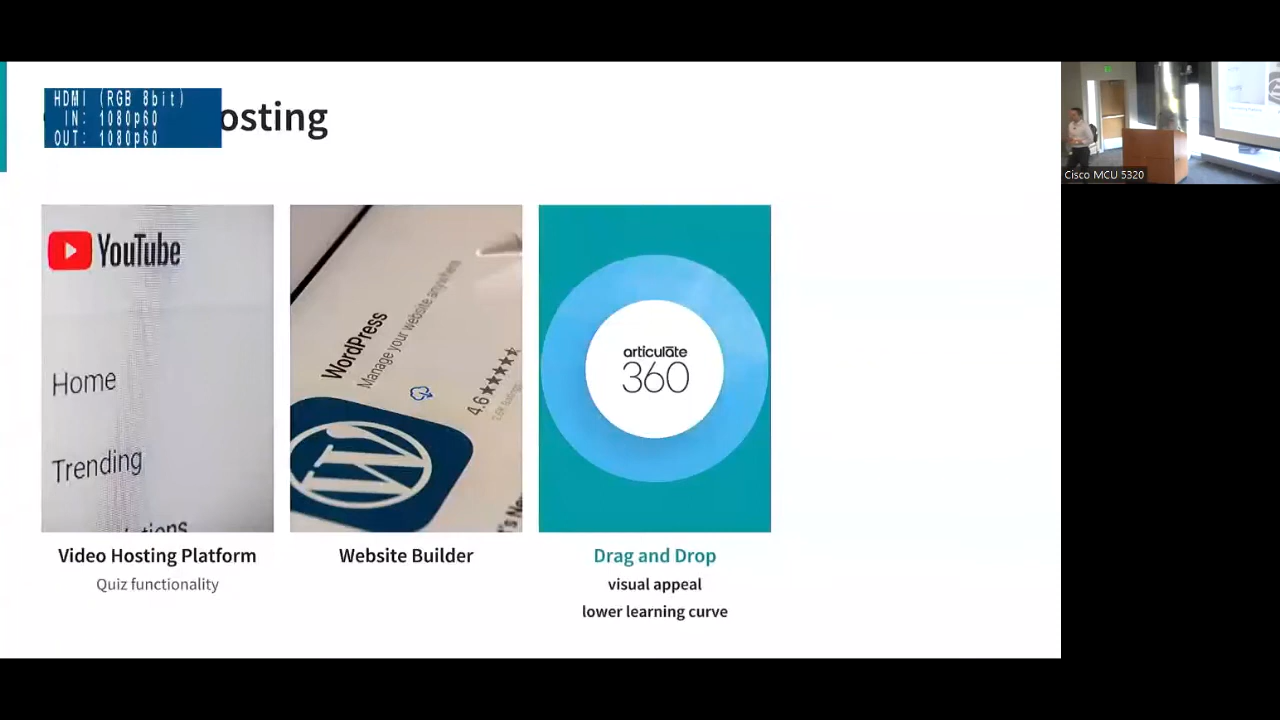 HDMI (RGB 8bit)
IN: 1080p60
OUT: 1080p60
osting
YouTube
Home
Trending
WordPress
Manage your website anywhere
4.6
articulate
360
Video Hosting Platform
Quiz functionality
Website Builder
Drag and Drop
visual appeal
lower learning curve
Cisco MCU 5320